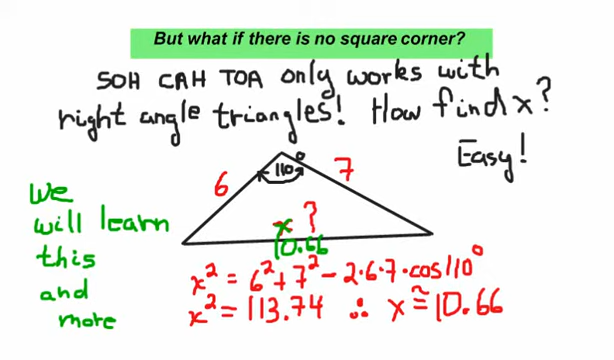 But what if there is no square corner?
SOH CAH TOA only works with
right angle triangles! How find x?
Easy!
6
110°
7
x ?
10.66
We
will learn
this
and
more
x² = 6² + 7² - 2·6·7·cos110°
x² = 113.74 ∴ x ≅ 10.66